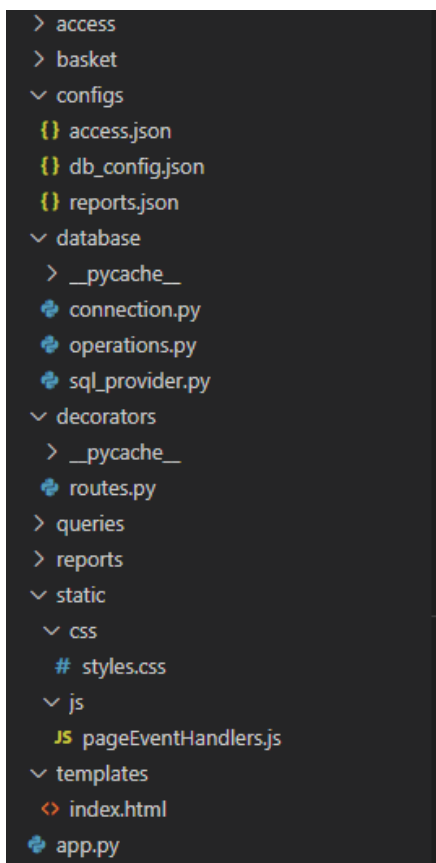 access
basket
configs
{} access.json
{} db_config.json
{} reports.json
database
__pycache__
connection.py
operations.py
sql_provider.py
decorators
__pycache__
routes.py
queries
reports
static
css
# styles.css
js
JS pageEventHandlers.js
templates
<> index.html
app.py